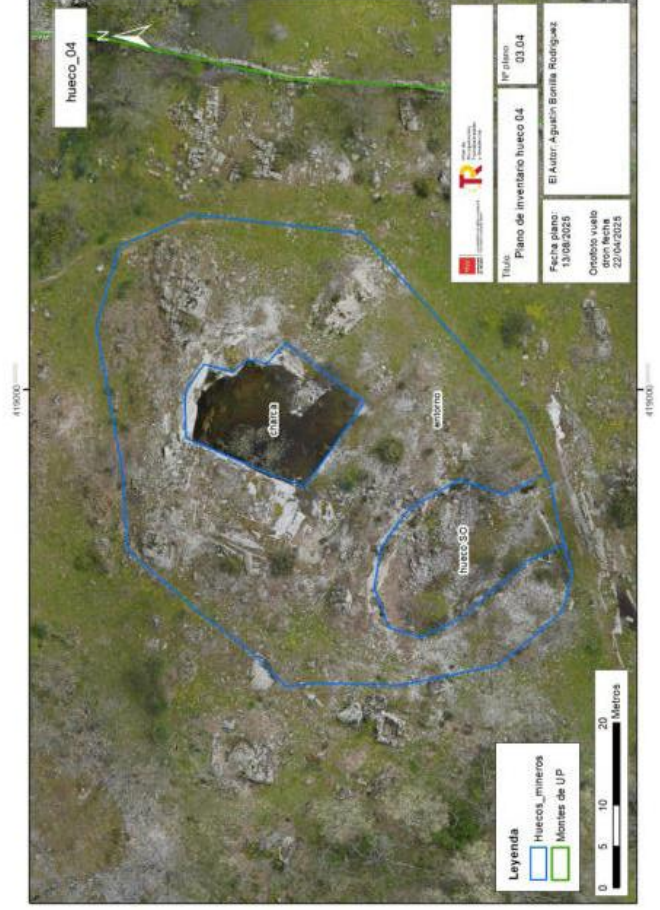 hueco_04
N
419000
charca
entorno
hueco SO
Leyenda
Huecos_mineros
Montes de UP
0 5 10 20
Metros
TR
Título:
Plano de inventario hueco 04
Nº plano:
03.04
Fecha plano:
13/08/2025
Ortofoto vuelo
dron fecha
22/04/2025
El Autor: Agustín Bonilla Rodríguez
419000